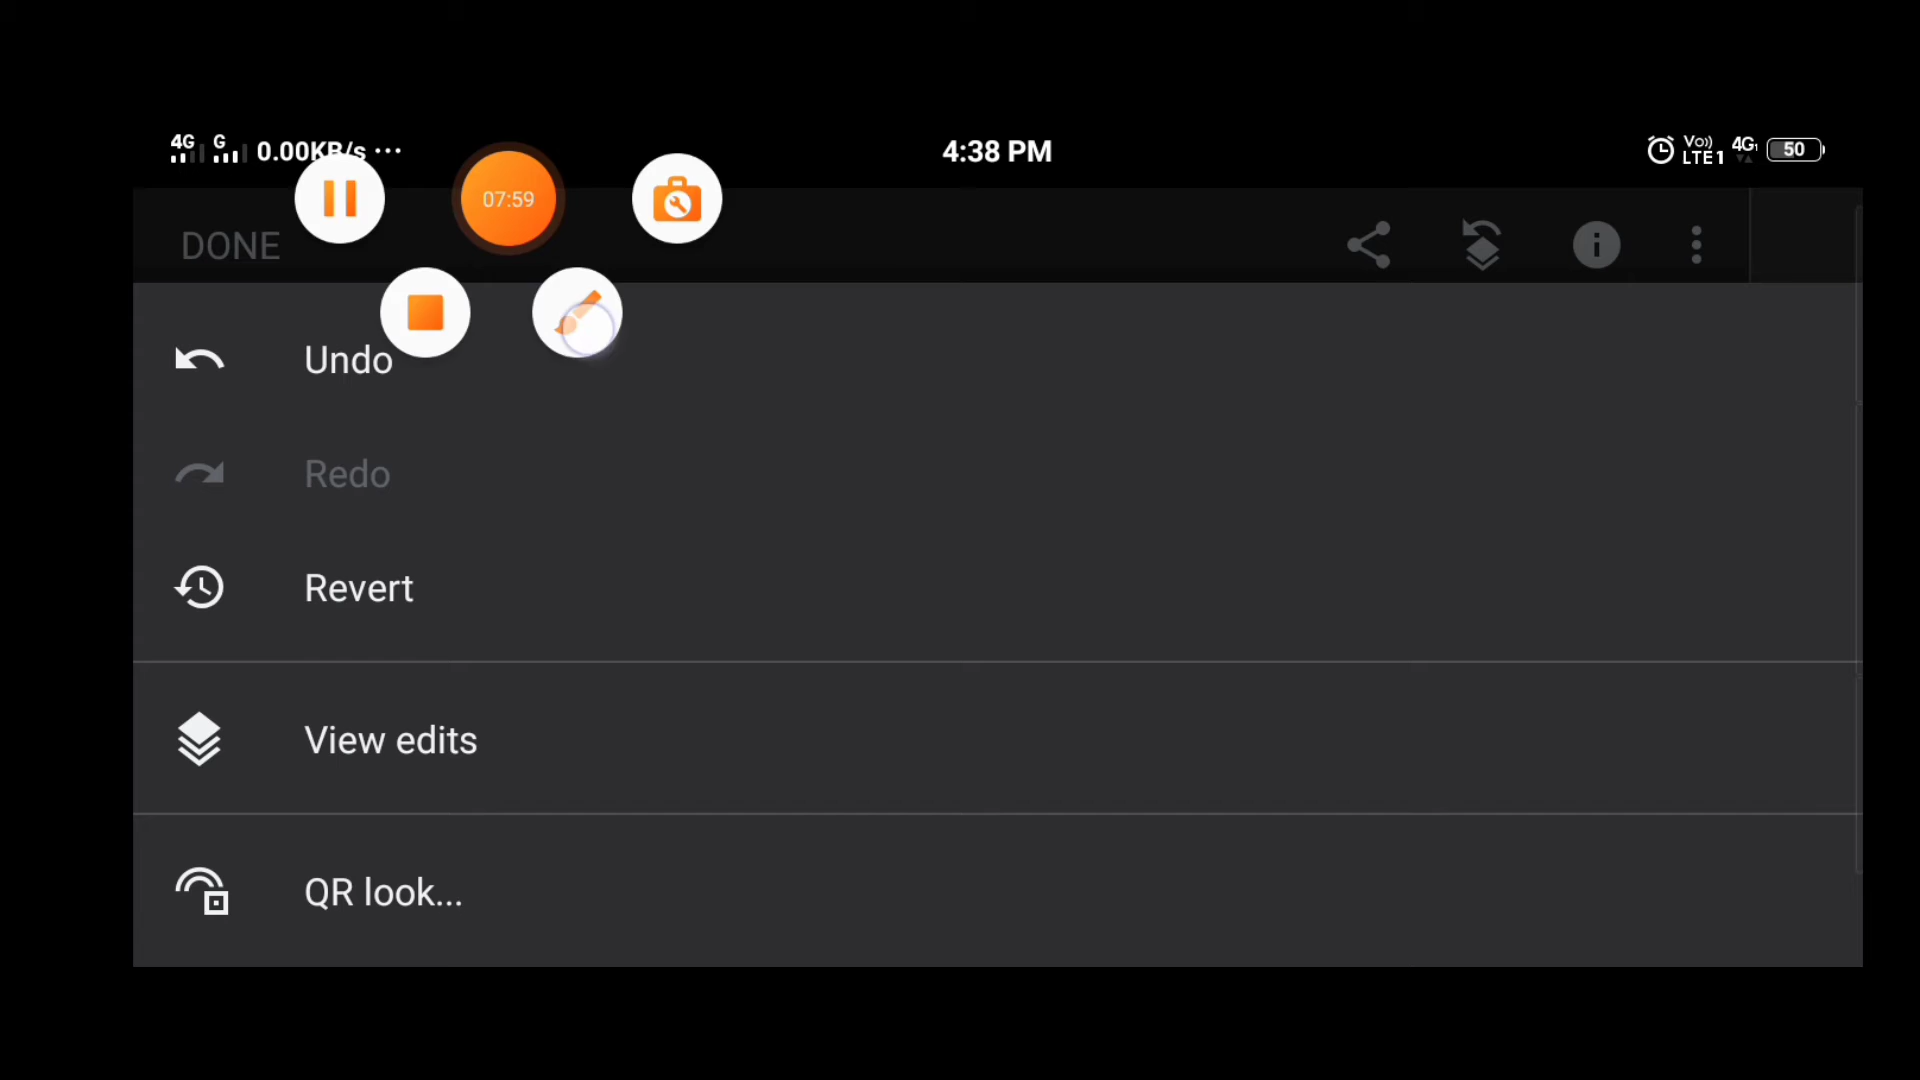 4G G 0.00KB/s ... 4:38 PM Vo)) LTE1 4G 50
07:59
DONE
Undo
Redo
Revert
View edits
QR look...